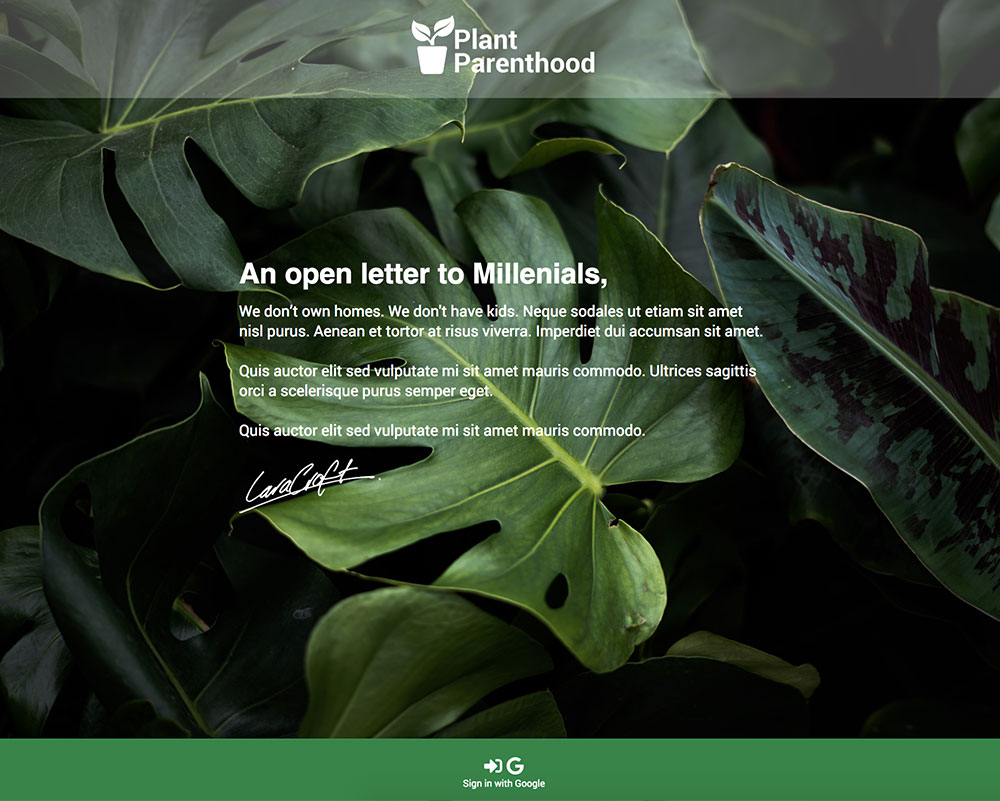 Plant
Parenthood
An open letter to Millenials,
We don't own homes. We don't have kids. Neque sodales ut etiam sit amet
nisl purus. Aenean et tortor at risus viverra. Imperdiet dui accumsan sit amet.
Quis auctor elit sed vulputate mi sit amet mauris commodo. Ultrices sagittis
orci a scelerisque purus semper eget.
Quis auctor elit sed vulputate mi sit amet mauris commodo.
LaraCroft.
G
Sign in with Google